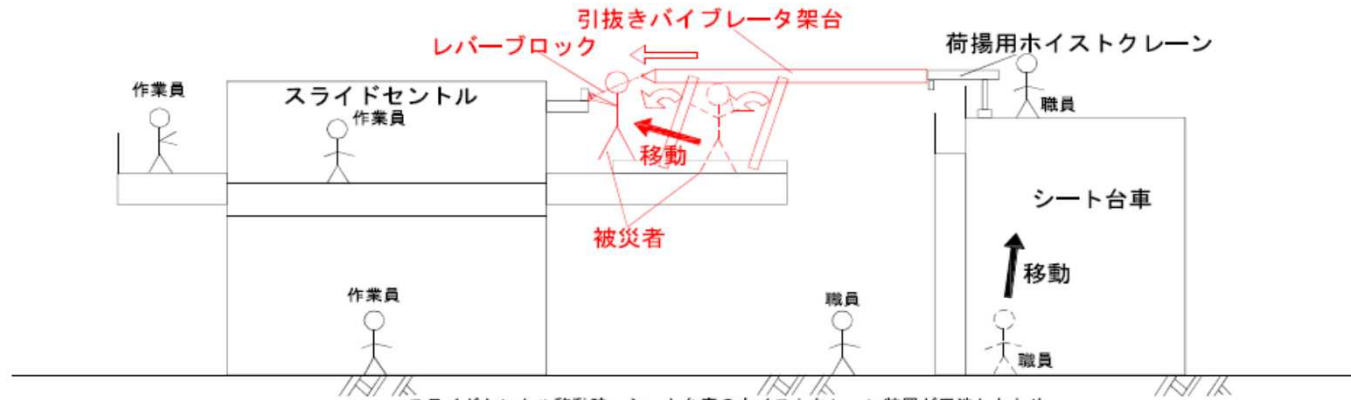 引抜きバイブレータ架台
レバーブロック
荷揚用ホイストクレーン
作業員
スライドセントル
作業員
職員
移動
シート台車
被災者
移動
作業員
職員
職員